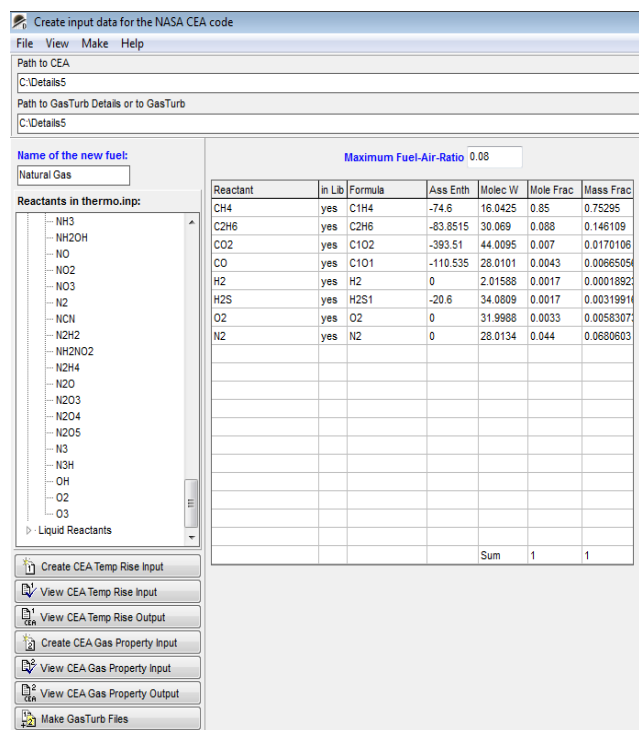 Create input data for the NASA CEA code
File View Make Help
Path to CEA
C:\Details5
Path to GasTurb Details or to GasTurb
C:\Details5
Name of the new fuel:
Natural Gas
Reactants in thermo.inp:
NH3
NH2OH
NO
NO2
NO3
N2
NCN
N2H2
NH2NO2
N2H4
N2O
N2O3
N2O4
N2O5
N3
N3H
OH
O2
O3
Liquid Reactants
Create CEA Temp Rise Input
View CEA Temp Rise Input
View CEA Temp Rise Output
Create CEA Gas Property Input
View CEA Gas Property Input
View CEA Gas Property Output
Make GasTurb Files
Maximum Fuel-Air-Ratio 0.08
Reactant in Lib Formula Ass Enth Molec W Mole Frac Mass Frac
CH4 yes C1H4 -74.6 16.0425 0.85 0.75295
C2H6 yes C2H6 -83.8515 30.069 0.088 0.146109
CO2 yes C1O2 -393.51 44.0095 0.007 0.0170106
CO yes C1O1 -110.535 28.0101 0.0043 0.0066505
H2 yes H2 0 2.01588 0.0017 0.00018923
H2S yes H2S1 -20.6 34.0809 0.0017 0.0031991
O2 yes O2 0 31.9988 0.0033 0.0058307
N2 yes N2 0 28.0134 0.044 0.0680603
Sum 1 1